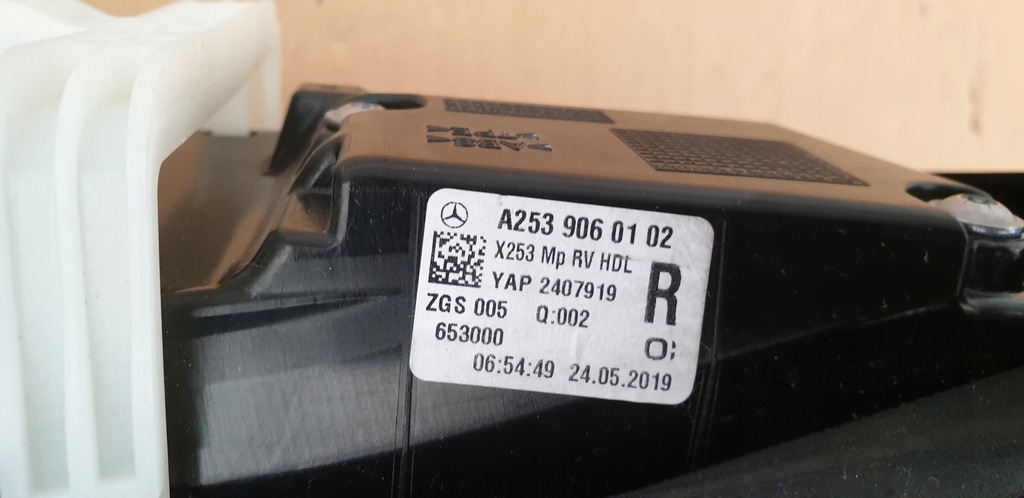 A253 906 01 02
X253 Mp RV HDL
YAP 2407919
R
ZGS 005 Q:002
653000
O;
06:54:49 24.05.2019